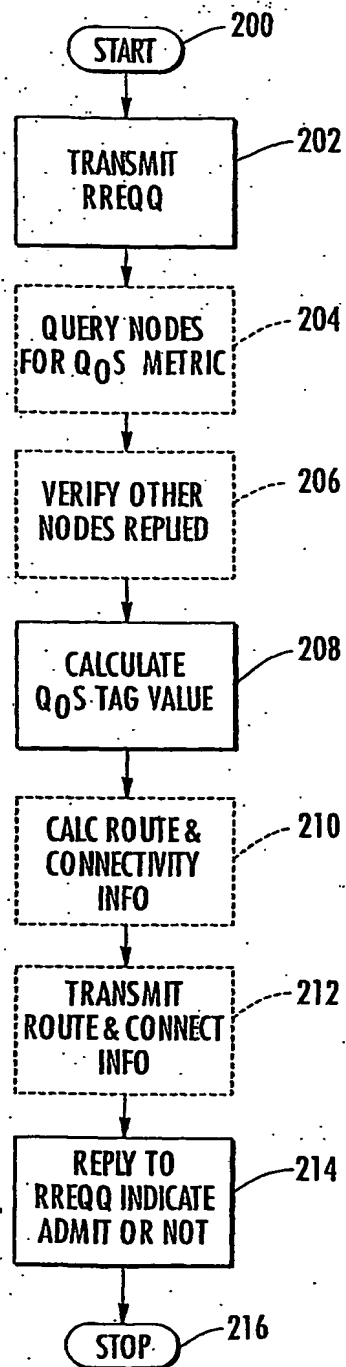 START
200
TRANSMIT
RREQQ
202
QUERY NODES
FOR QOS METRIC
204
VERIFY OTHER
NODES REPLIED
206
CALCULATE
QOS TAG VALUE
208
CALC ROUTE &
CONNECTIVITY
INFO
210
TRANSMIT
ROUTE & CONNECT
INFO
212
REPLY TO
RREQQ INDICATE
ADMIT OR NOT
214
STOP
216